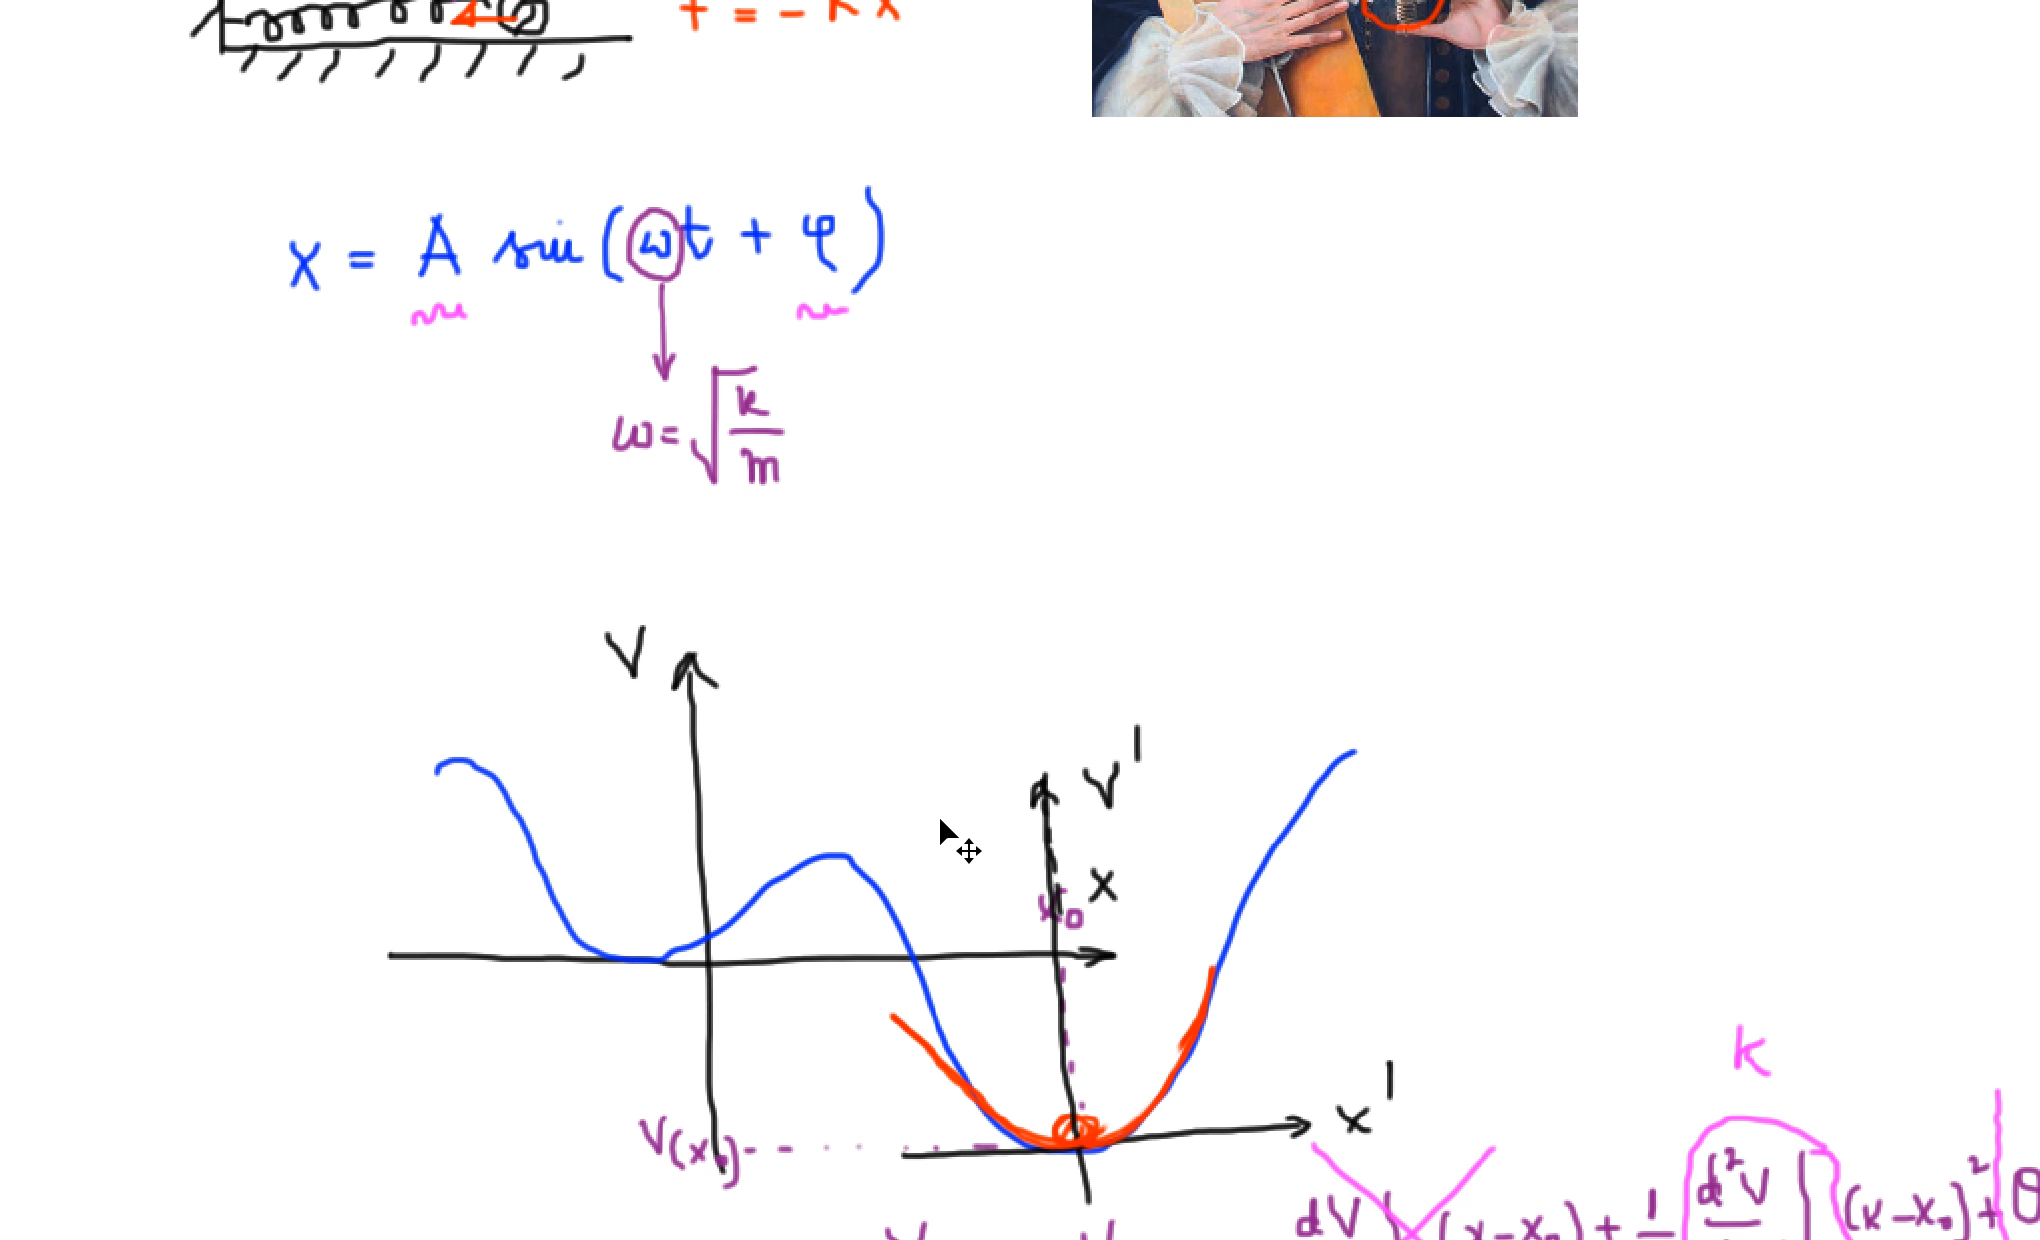 F = - k x
x = A sin(ωt + φ)
ω = √k/m
V
V'
x
x₀
k
x'
V(x₀)
dV (x-x₀) + 1 d²V | (x-x₀)² + O